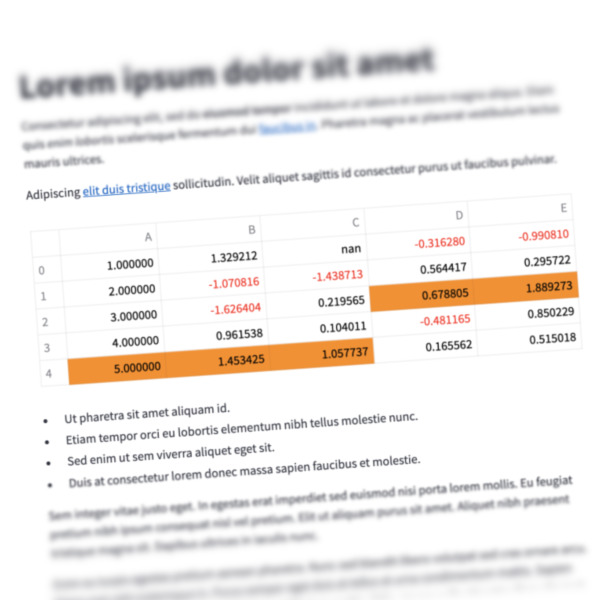 Lorem ipsum dolor sit amet
Consectetur adipiscing elit, sed do eiusmod tempor incididunt ut labore et dolore magna aliqua. Diam
quis enim lobortis scelerisque fermentum dui faucibus in. Pharetra magna ac placerat vestibulum lectus
mauris ultrices.
Adipiscing elit duis tristique sollicitudin. Velit aliquet sagittis id consectetur purus ut faucibus pulvinar.
A B C D E
0 1.000000 1.329212 nan -0.316280 -0.990810
1 2.000000 -1.070816 -1.438713 0.564417 0.295722
2 3.000000 -1.626404 0.219565 0.678805 1.889273
3 4.000000 0.961538 0.104011 -0.481165 0.850229
4 5.000000 1.453425 1.057737 0.165562 0.515018
• Ut pharetra sit amet aliquam id.
• Etiam tempor orci eu lobortis elementum nibh tellus molestie nunc.
• Sed enim ut sem viverra aliquet eget sit.
• Duis at consectetur lorem donec massa sapien faucibus et molestie.
Sem integer vitae justo eget. In egestas erat imperdiet sed euismod nisi porta lorem mollis. Eu feugiat
pretium nibh ipsum consequat nisl vel pretium. Elit ut aliquam purus sit amet. Aliquet nibh praesent
tristique magna sit. Dapibus ultrices in iaculis nunc.